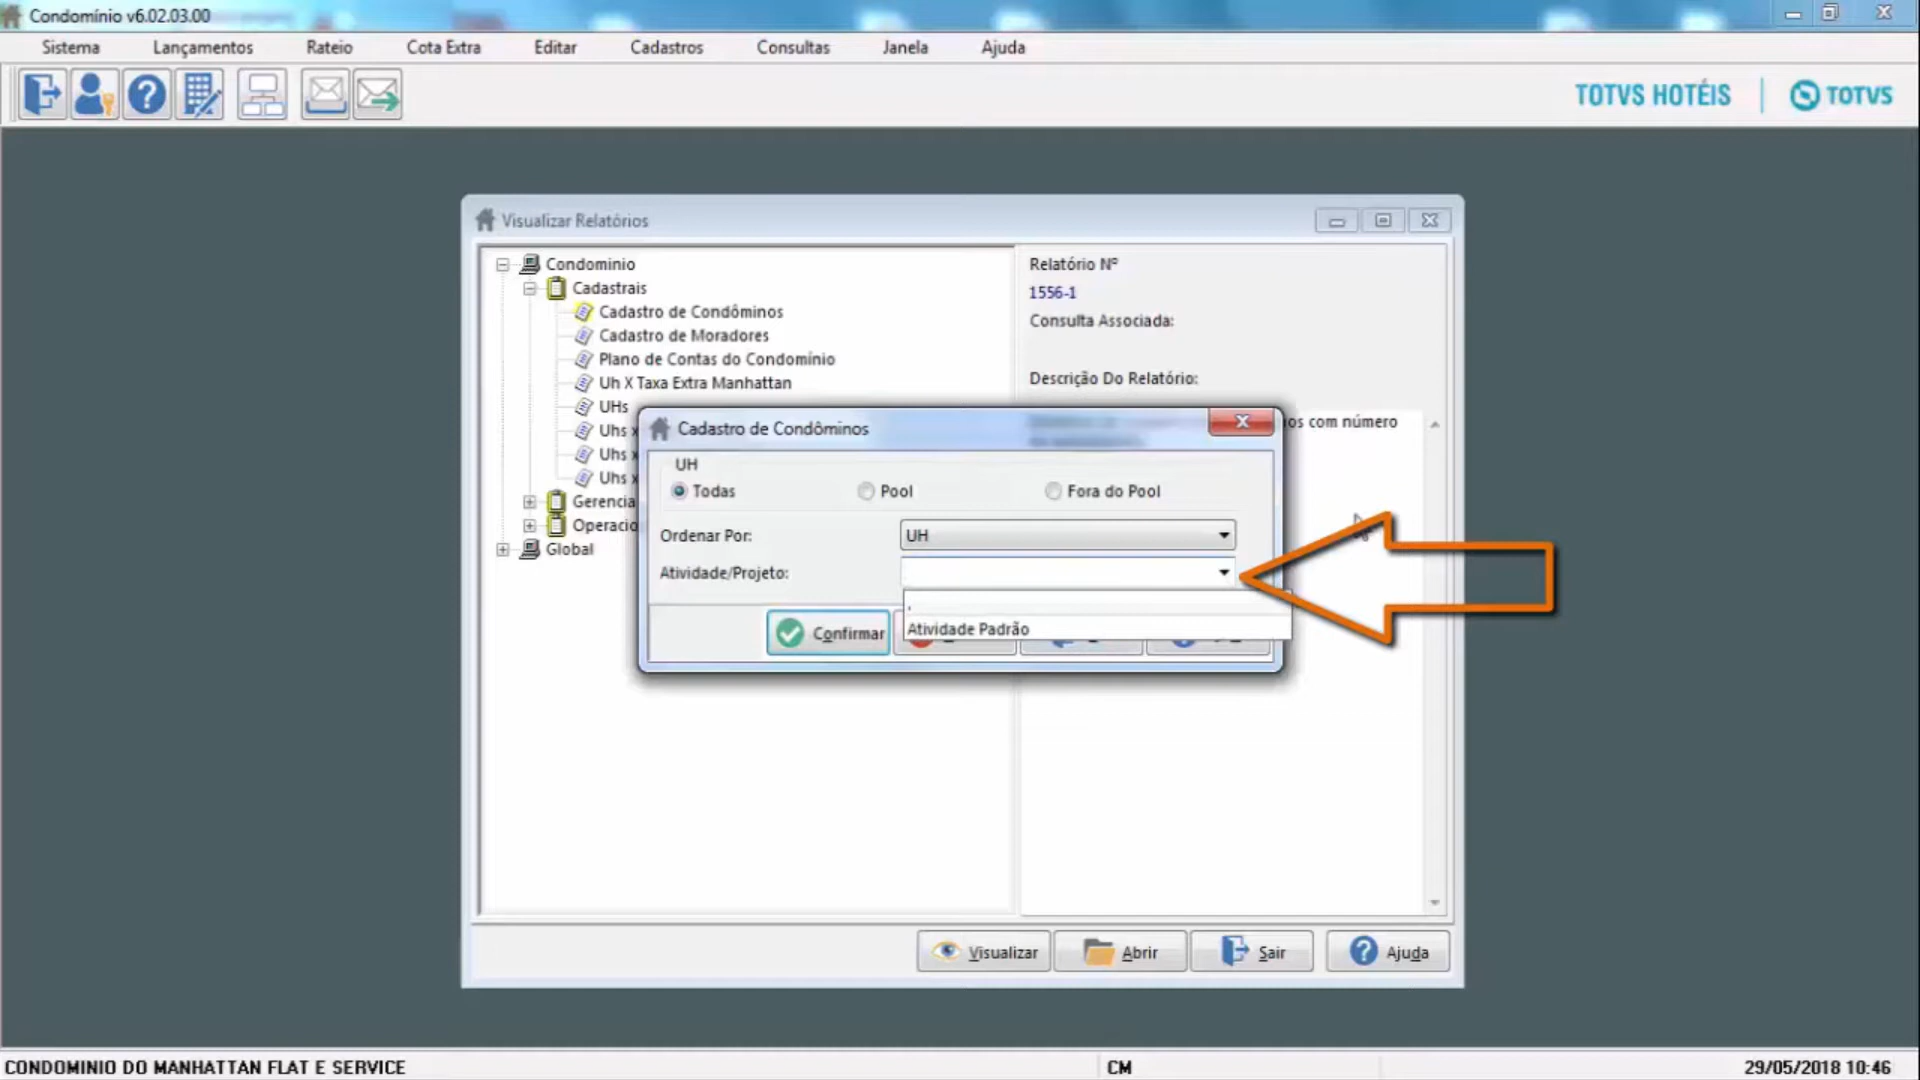 Condomínio v6.02.03.00
Sistema Lançamentos Rateio Cota Extra Editar Cadastros Consultas Janela Ajuda
TOTVS HOTÉIS TOTVS
Visualizar Relatórios
Condominio
Cadastrais
Cadastro de Condôminos
Cadastro de Moradores
Plano de Contas do Condomínio
Uh X Taxa Extra Manhattan
UHs
Uhs x
Uhs x
Uhs x
Gerencia
Operacio
Global
Relatório Nº
1556-1
Consulta Associada:
Descrição Do Relatório:
os com número
Cadastro de Condôminos
UH
Todas Pool Fora do Pool
Ordenar Por: UH
Atividade/Projeto:
Atividade Padrão
Confirmar
Visualizar Abrir Sair Ajuda
CONDOMINIO DO MANHATTAN FLAT E SERVICE CM 29/05/2018 10:46